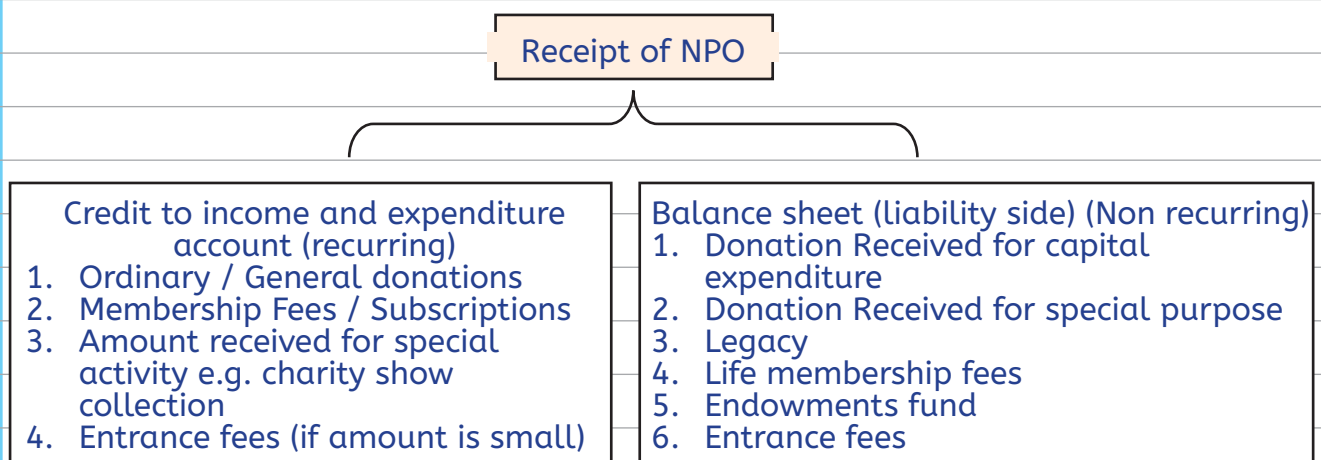 Receipt of NPO
Credit to income and expenditure
account (recurring)
1. Ordinary / General donations
2. Membership Fees / Subscriptions
3. Amount received for special
activity e.g. charity show
collection
4. Entrance fees (if amount is small)
Balance sheet (liability side) (Non recurring)
1. Donation Received for capital
expenditure
2. Donation Received for special purpose
3. Legacy
4. Life membership fees
5. Endowments fund
6. Entrance fees